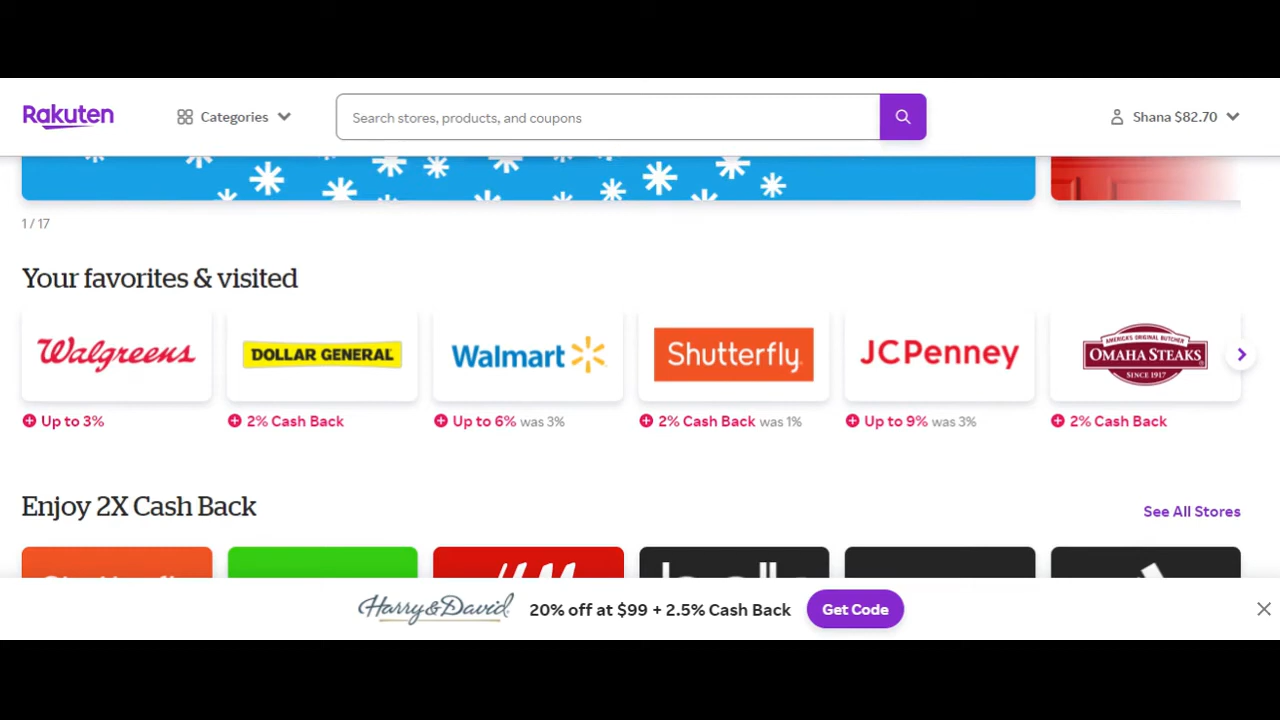 Rakuten
Categories
Search stores, products, and coupons
Shana $82.70
1 / 17
Your favorites & visited
Walgreens
DOLLAR GENERAL
Walmart
Shutterfly
JCPenney
AMERICA'S ORIGINAL BUTCHER
OMAHA STEAKS
SINCE 1917
Up to 3%
2% Cash Back
Up to 6% was 3%
2% Cash Back was 1%
Up to 9% was 3%
2% Cash Back
Enjoy 2X Cash Back
See All Stores
Harry & David
20% off at $99 + 2.5% Cash Back
Get Code